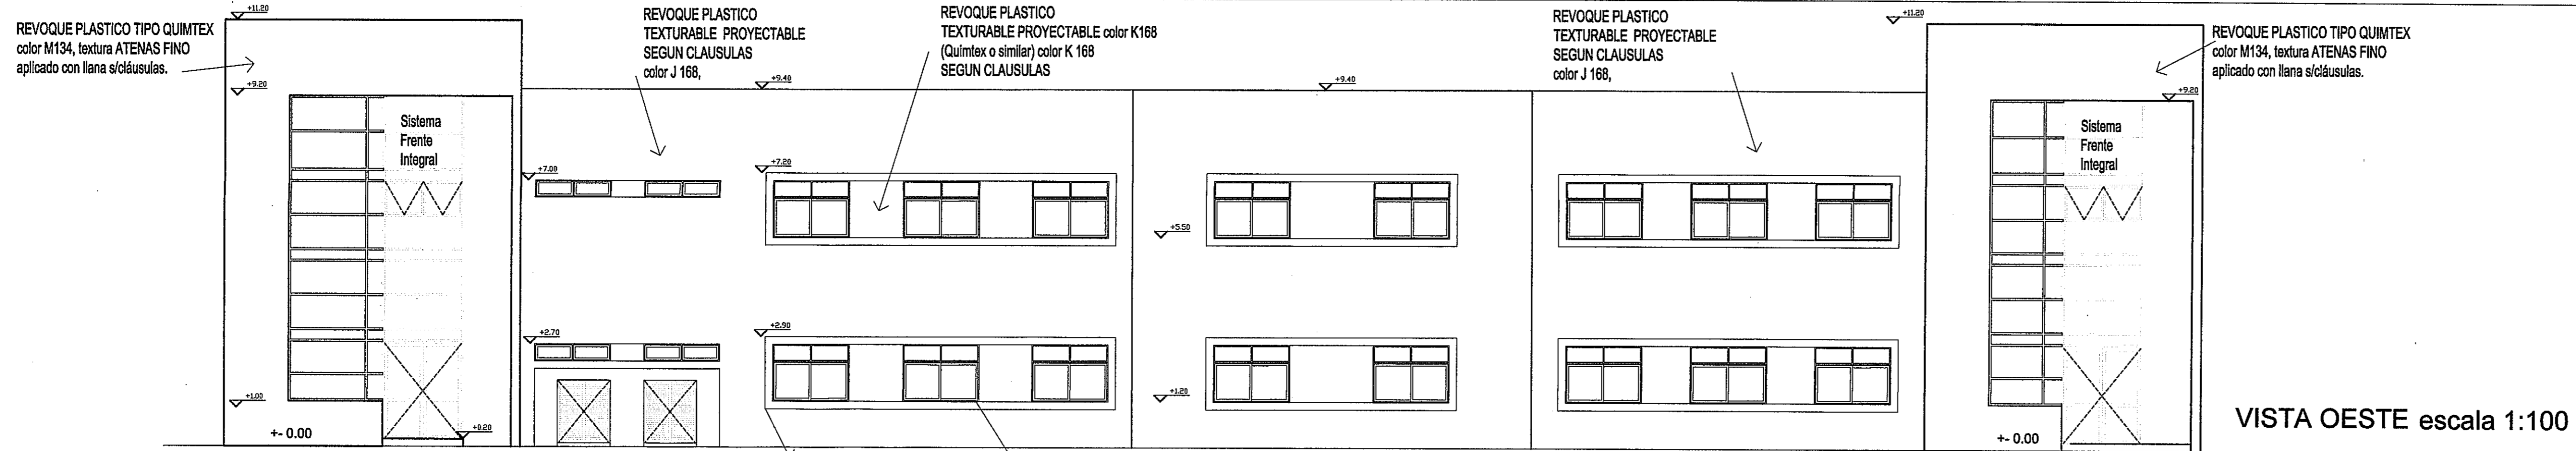 +11.20
REVOQUE PLASTICO TIPO QUIMTEX
color M134, textura ATENAS FINO
aplicado con llana s/cláusulas.
REVOQUE PLASTICO
TEXTURABLE PROYECTABLE
SEGUN CLAUSULAS
color J 168,
REVOQUE PLASTICO
TEXTURABLE PROYECTABLE color K168
(Quimtex o similar) color K 168
SEGUN CLAUSULAS
REVOQUE PLASTICO
TEXTURABLE PROYECTABLE
SEGUN CLAUSULAS
color J 168,
+11.20
REVOQUE PLASTICO TIPO QUIMTEX
color M134, textura ATENAS FINO
aplicado con llana s/cláusulas.
+9.20
+9.40
+9.40
+9.20
Sistema
Frente
Integral
Sistema
Frente
Integral
+7.00
+7.20
+5.50
+2.70
+2.90
+1.00
+1.20
+- 0.00
+0.20
+- 0.00
VISTA OESTE escala 1:100